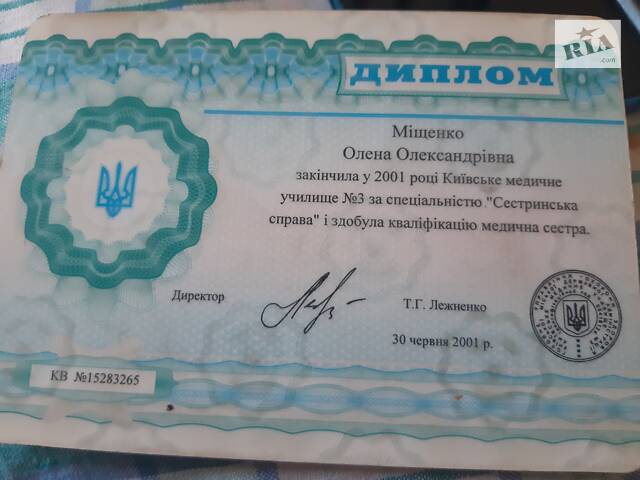 RIA
.com
ДИПЛОМ
Міщенко
Олена Олександрівна
закінчила у 2001 році Київське медичне
училище №3 за спеціальністю "Сестринська
справа" і здобула кваліфікацію медична сестра.
Директор
Т.Г. Лежненко
30 червня 2001 р.
КВ №15283265